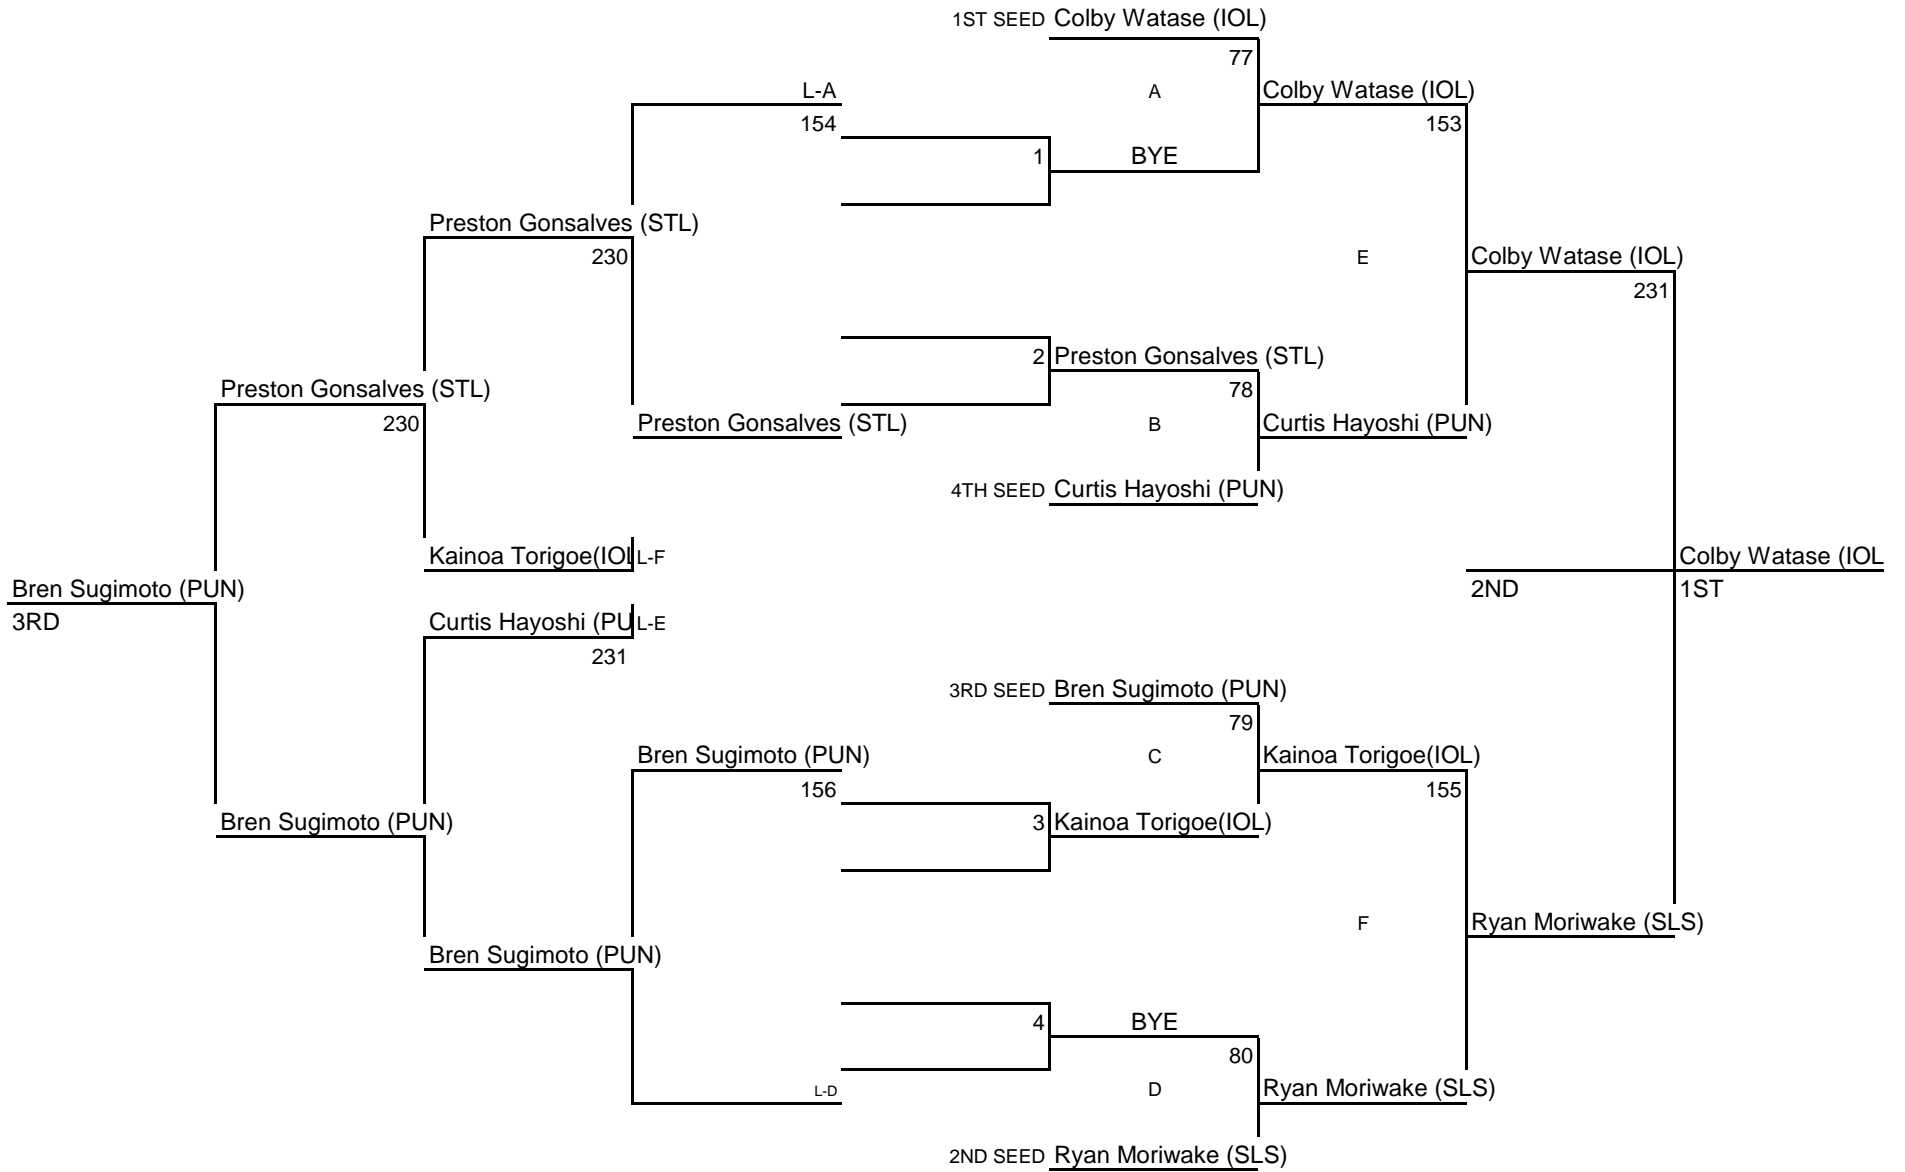 1ST SEED Colby Watase (IOL)
77
L-A A Colby Watase (IOL)
154 153
1 BYE
Preston Gonsalves (STL)
230 E Colby Watase (IOL)
231
2 Preston Gonsalves (STL)
Preston Gonsalves (STL) 78
230 Preston Gonsalves (STL) B Curtis Hayoshi (PUN)
4TH SEED Curtis Hayoshi (PUN)
Kainoa Torigoe(IOL L-F Colby Watase (IOL
Bren Sugimoto (PUN) 2ND 1ST
3RD Curtis Hayoshi (PU L-E
231
3RD SEED Bren Sugimoto (PUN)
79
Bren Sugimoto (PUN) C Kainoa Torigoe(IOL)
156 155
Bren Sugimoto (PUN) 3 Kainoa Torigoe(IOL)
F Ryan Moriwake (SLS)
Bren Sugimoto (PUN)
4 BYE
80
L-D D Ryan Moriwake (SLS)
2ND SEED Ryan Moriwake (SLS)